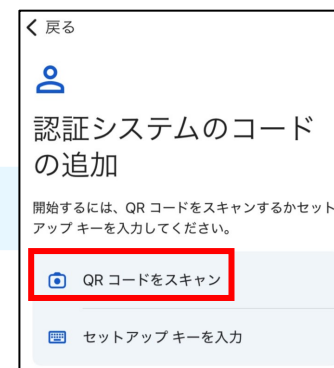 戻る
認証システムのコード
の追加
開始するには、QR コードをスキャンするかセット
アップ キーを入力してください。
QR コードをスキャン
セットアップ キーを入力